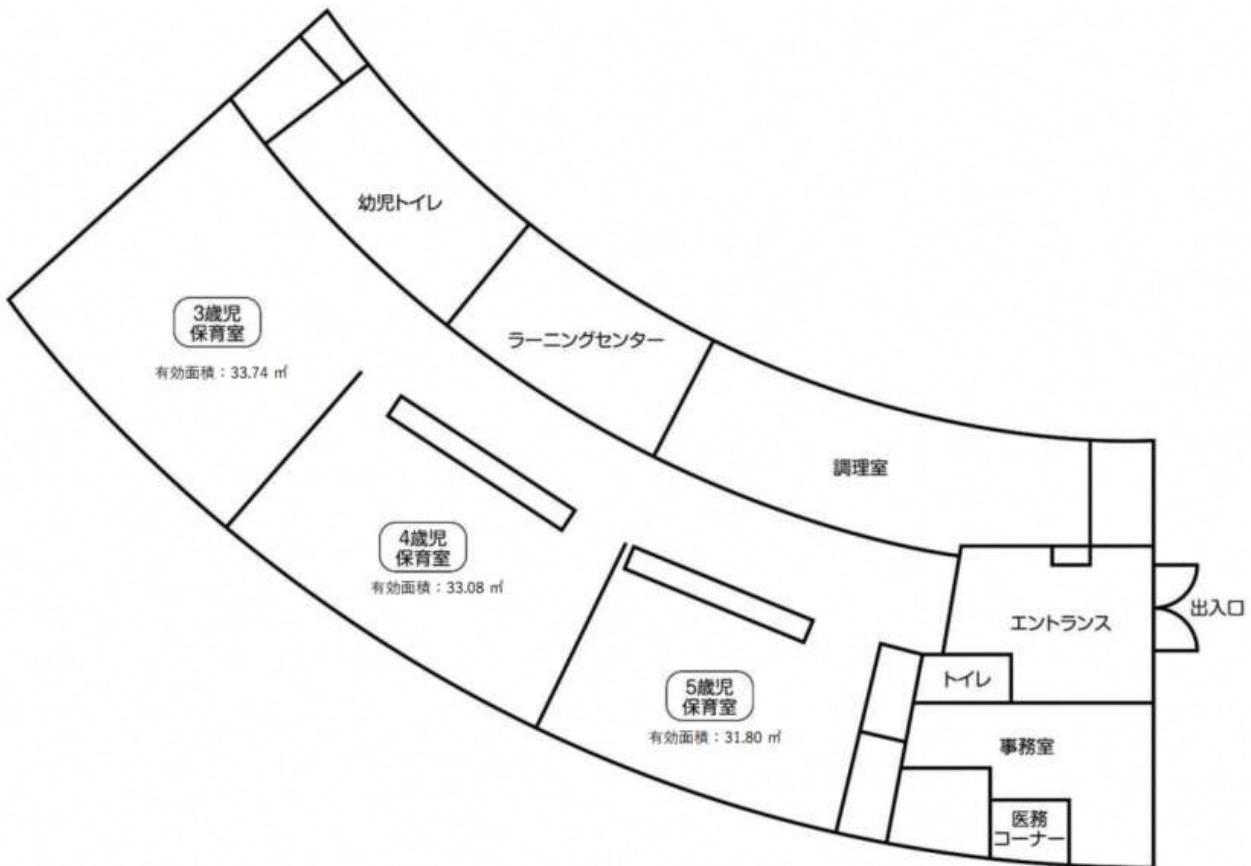 幼児トイレ
3歳児
保育室
有効面積：33.74 ㎡
ラーニングセンター
調理室
4歳児
保育室
有効面積：33.08 ㎡
エントランス
出入口
トイレ
5歳児
保育室
有効面積：31.80 ㎡
事務室
医務
コーナー